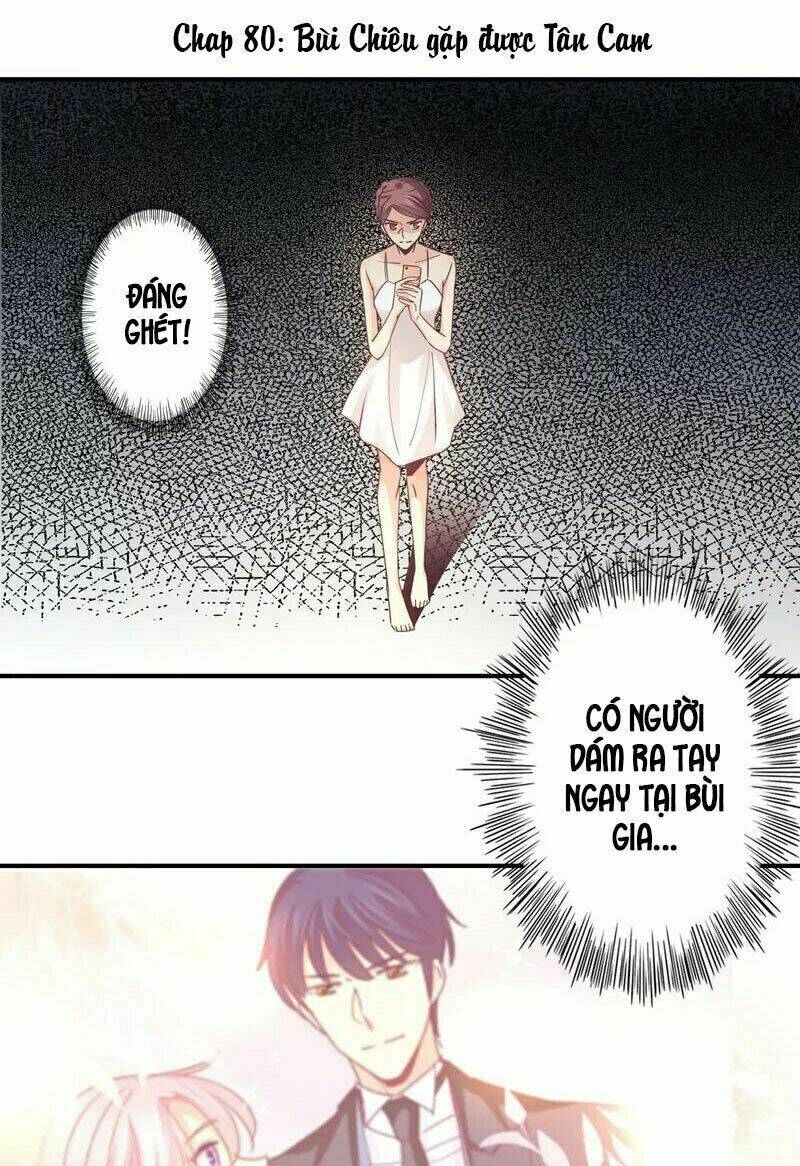 Chap 80: Bùi Chiêu gặp được Tân Cam
ĐÁNG
GHÉT!
CÓ NGƯỜI
DÁM RA TAY
NGAY TẠI BÙI
GIA...